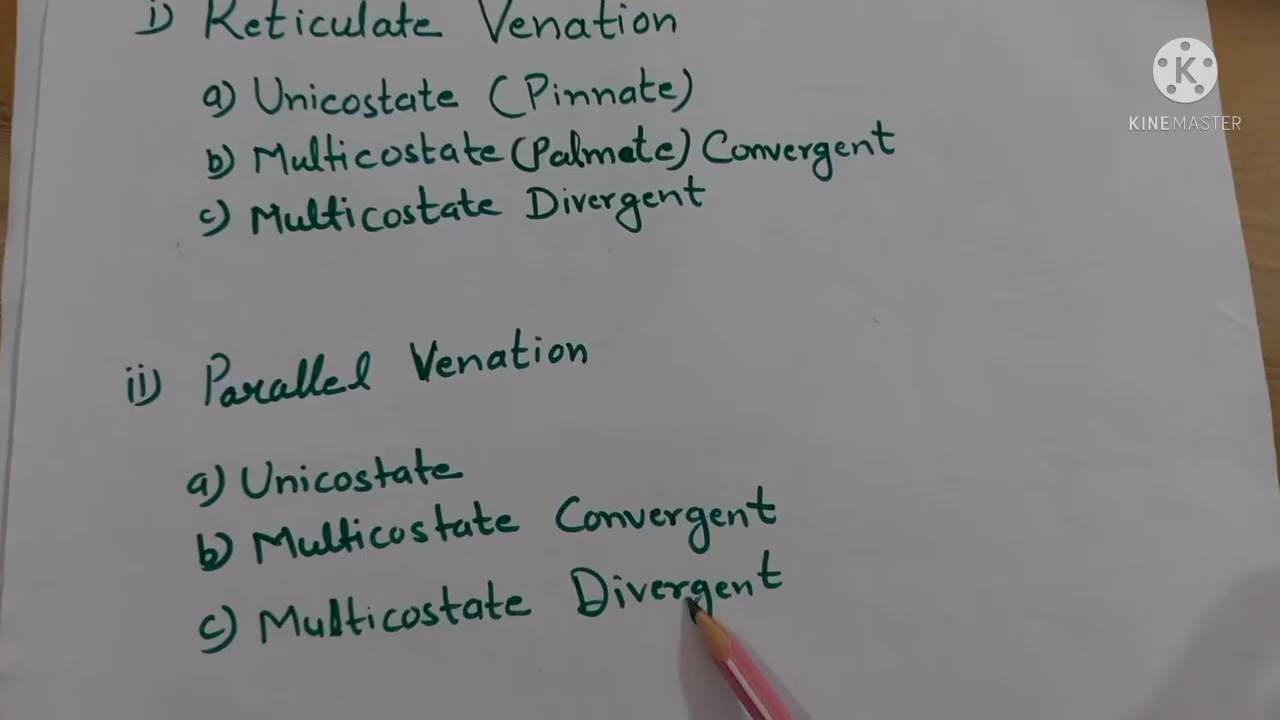 i) Reticulate Venation
a) Unicostate (Pinnate)
b) Multicostate (Palmate) Convergent
c) Multicostate Divergent
ii) Parallel Venation
a) Unicostate
b) Multicostate Convergent
c) Multicostate Divergent
K
KINEMASTER